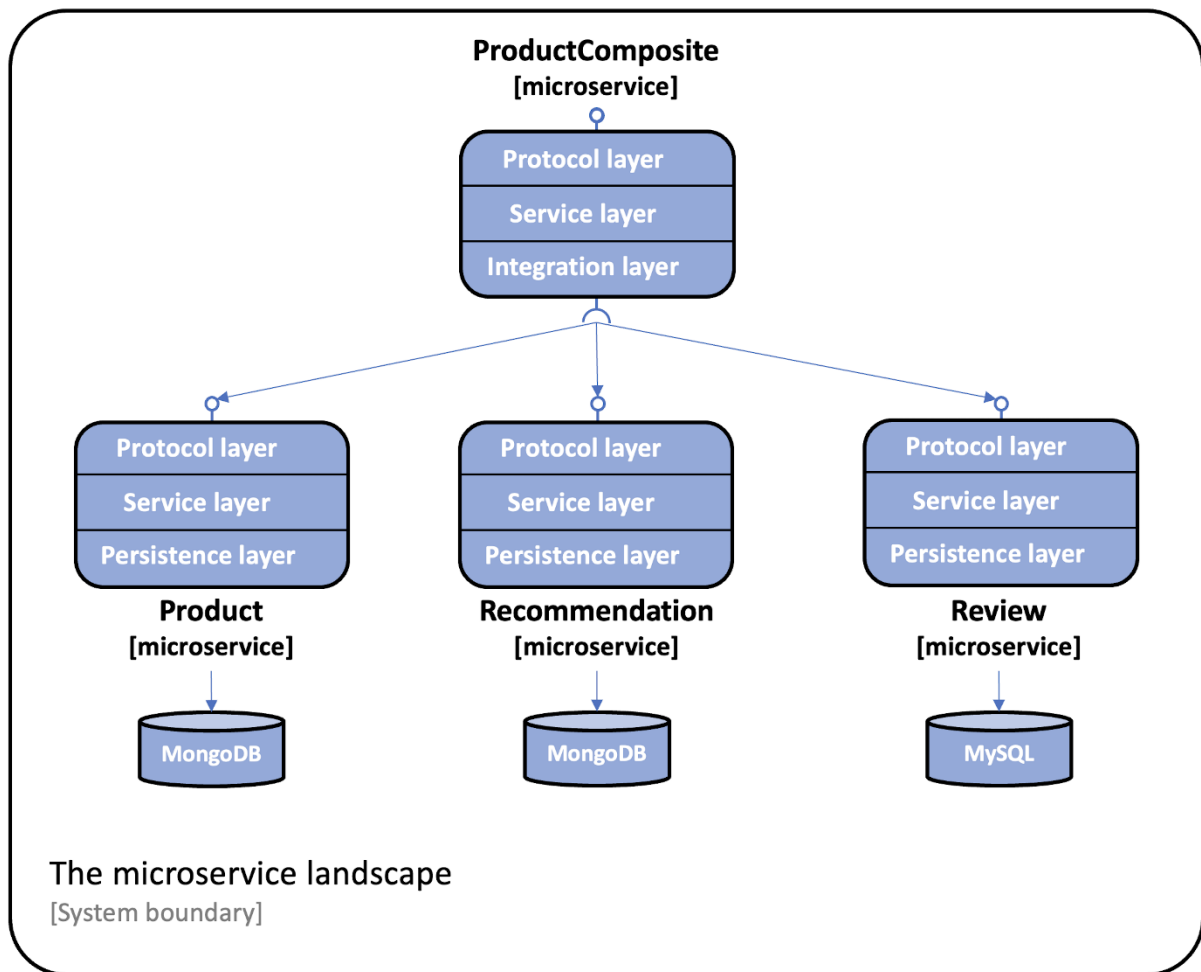 ProductComposite
[microservice]
Protocol layer
Service layer
Integration layer
Protocol layer
Service layer
Persistence layer
Product
[microservice]
MongoDB
Protocol layer
Service layer
Persistence layer
Recommendation
[microservice]
MongoDB
Protocol layer
Service layer
Persistence layer
Review
[microservice]
MySQL
The microservice landscape
[System boundary]